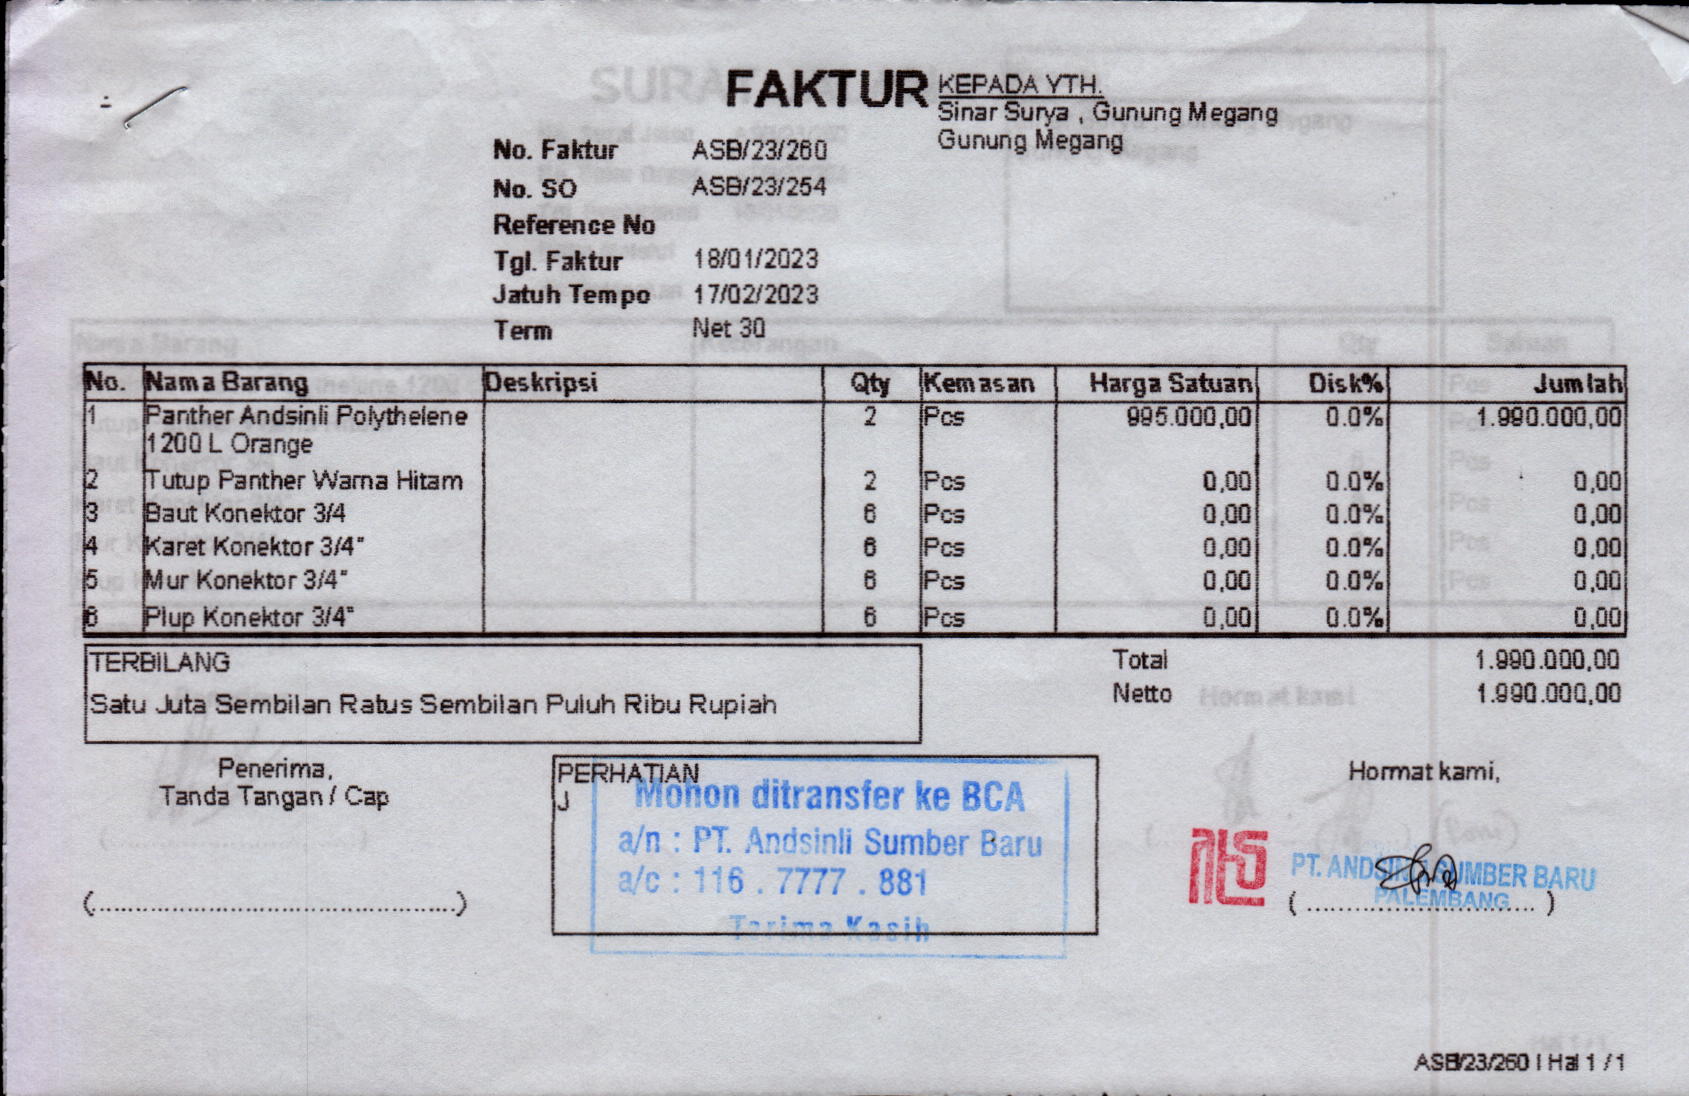 FAKTUR
KEPADA YTH.
Sinar Surya , Gunung Megang
Gunung Megang
No. Faktur ASB/23/260
No. SO ASB/23/254
Reference No
Tgl. Faktur 18/01/2023
Jatuh Tempo 17/02/2023
Term Net 30
No. Nama Barang Deskripsi Qty Kemasan Harga Satuan Disk% Jumlah
1 Panther Andsinli Polythelene 2 Pcs 995.000,00 0.0% 1.990.000,00
1200 L Orange
2 Tutup Panther Warna Hitam 2 Pcs 0,00 0.0% 0,00
3 Baut Konektor 3/4 6 Pcs 0,00 0.0% 0,00
4 Karet Konektor 3/4" 6 Pcs 0,00 0.0% 0,00
5 Mur Konektor 3/4" 6 Pcs 0,00 0.0% 0,00
6 Plup Konektor 3/4" 6 Pcs 0,00 0.0% 0,00
TERBILANG
Satu Juta Sembilan Ratus Sembilan Puluh Ribu Rupiah
Total 1.990.000,00
Netto 1.990.000,00
Penerima,
Tanda Tangan / Cap
(...............................................)
PERHATIAN
J
Mohon ditransfer ke BCA
a/n : PT. Andsinli Sumber Baru
a/c : 116 . 7777 . 881
Terima Kasih
Hormat kami,
PT. ANDSINLI SUMBER BARU
PALEMBANG
( .............................. )
ASB/23/260 | Hal 1 / 1